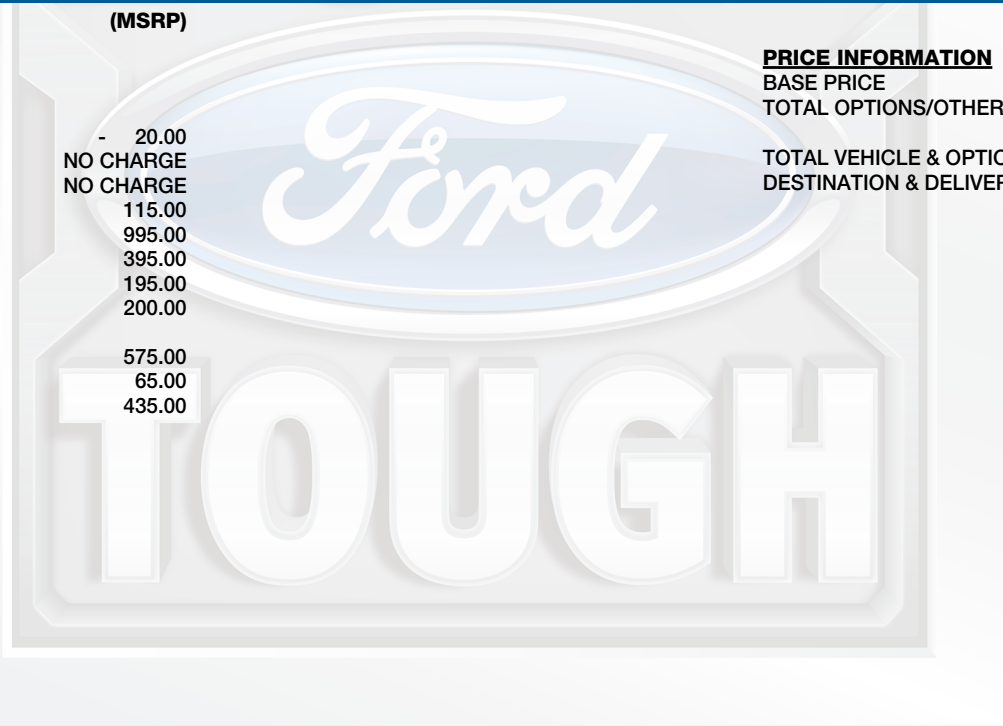 (MSRP)
- 20.00
NO CHARGE
NO CHARGE
115.00
995.00
395.00
195.00
200.00
575.00
65.00
435.00
PRICE INFORMATION
BASE PRICE
TOTAL OPTIONS/OTHER
TOTAL VEHICLE & OPTIO
DESTINATION & DELIVER
Ford
TOUGH